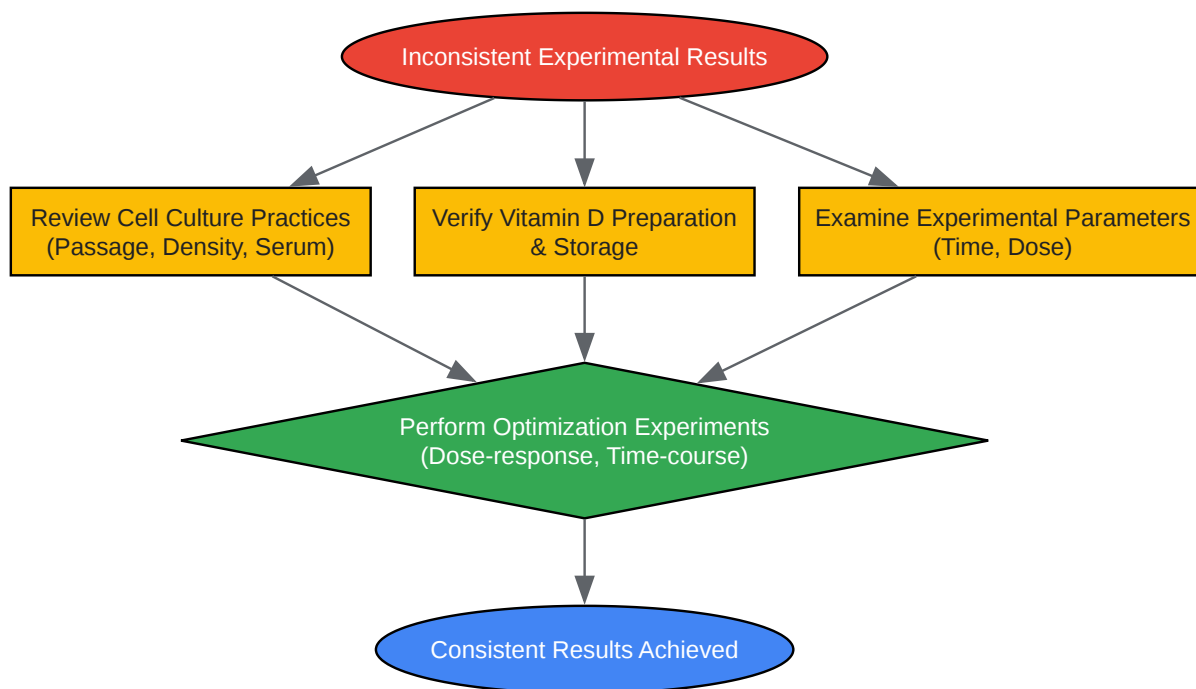 Inconsistent Experimental Results
Review Cell Culture Practices
(Passage, Density, Serum)
Verify Vitamin D Preparation
& Storage
Examine Experimental Parameters
(Time, Dose)
Perform Optimization Experiments
(Dose-response, Time-course)
Consistent Results Achieved